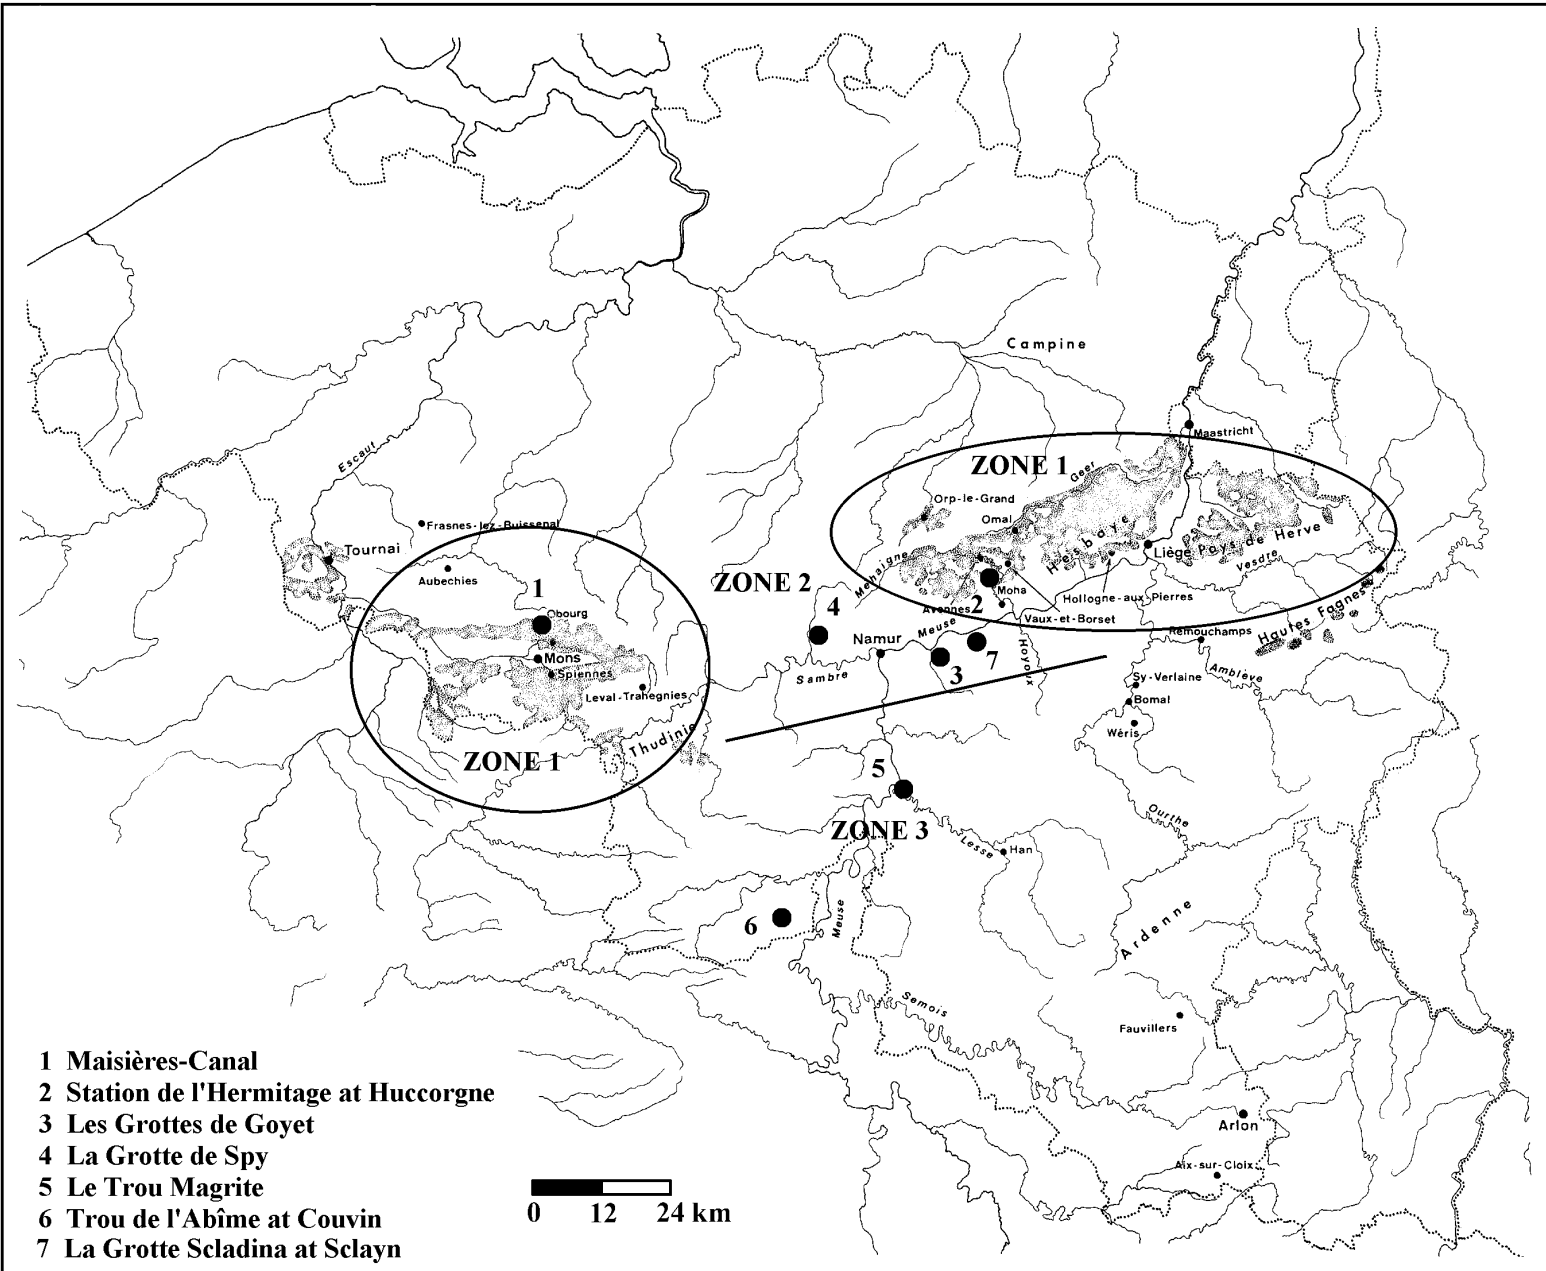 Campine
Maastricht
ZONE 1
Geer
Escaut
Orp-le-Grand
Omal
Frasnes-lez-Buissenal
Hesbaye
Tournai
Liège
Pays de Herve
Mehaigne
Vesdre
Aubechies
ZONE 2
1
4
2
Moha
Hollogne-aux-Pierres
Avennes
Hautes Fagnes
Obourg
Vaux-et-Borset
Meuse
Remouchamps
Namur
Mons
3
7
Hoyoux
Spiennes
Sambre
Amblève
Sy-Verlaine
Leval-Trahegnies
Bomal
Wéris
Thudinie
ZONE 1
5
Ourthe
ZONE 3
Lesse
Han
6
Meuse
Ardenne
Semois
Fauvillers
1 Maisières-Canal
2 Station de l'Hermitage at Huccorgne
3 Les Grottes de Goyet
4 La Grotte de Spy
5 Le Trou Magrite
6 Trou de l'Abîme at Couvin
7 La Grotte Scladina at Sclayn
0 12 24 km
Arlon
Aix-sur-Cloix